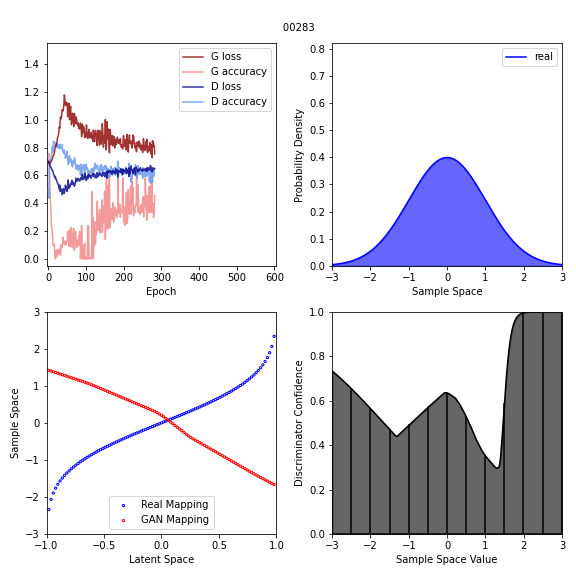 00283
G loss
G accuracy
D loss
D accuracy
1.4
1.2
1.0
0.8
0.6
0.4
0.2
0.0
0 100 200 300 400 500 600
Epoch
real
Probability Density
0.8
0.7
0.6
0.5
0.4
0.3
0.2
0.1
0.0
−3 −2 −1 0 1 2 3
Sample Space
Sample Space
3
2
1
0
−1
−2
−3
Real Mapping
GAN Mapping
−1.0 −0.5 0.0 0.5 1.0
Latent Space
Discriminator Confidence
1.0
0.8
0.6
0.4
0.2
0.0
−3 −2 −1 0 1 2 3
Sample Space Value